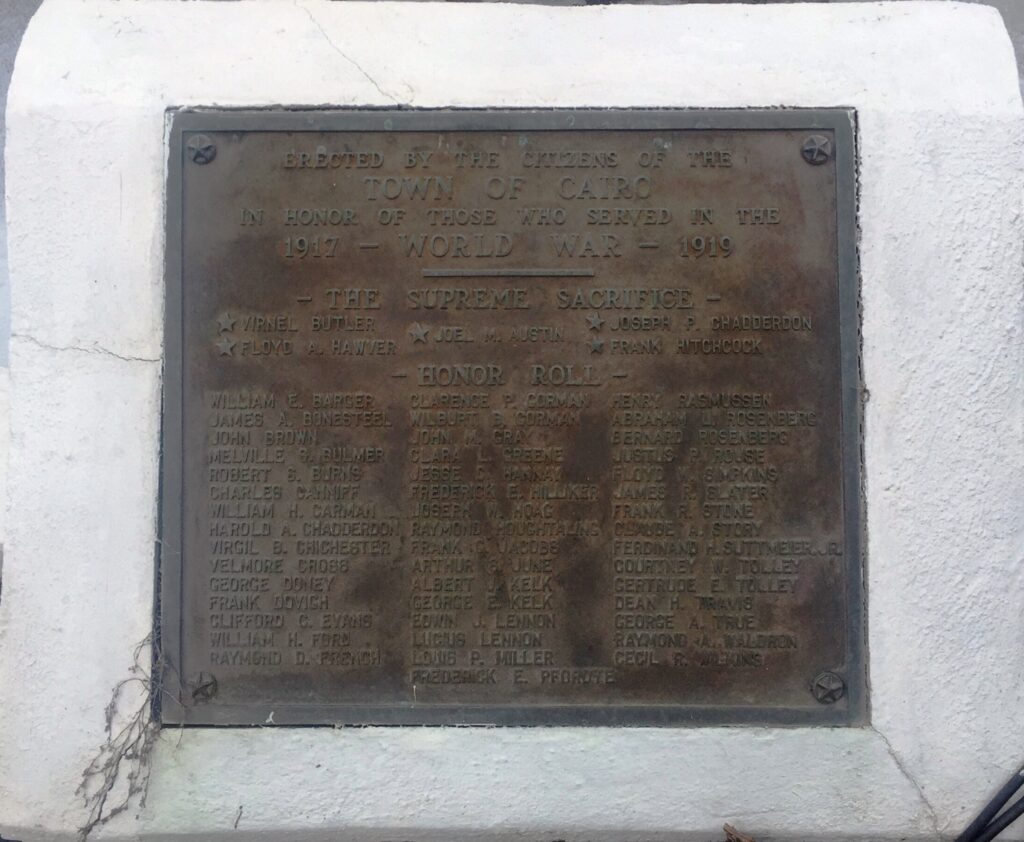 ERECTED BY THE CITIZENS OF THE
TOWN OF CAIRO
IN HONOR OF THOSE WHO SERVED IN THE
1917 – WORLD WAR – 1919
– THE SUPREME SACRIFICE –
VIRNEL BUTLER JOEL M. AUSTIN JOSEPH P. CHADDERDON
FLOYD A. HAWVER FRANK HITCHCOCK
– HONOR ROLL –
WILLIAM E. BARGER CLARENCE P. GORMAN HENRY RASMUSSEN
JAMES A. BONESTEEL WILBURT S. GORMAN ABRAHAM L. ROSENBERG
JOHN BROWN JOHN M. GRAY BERNARD ROSENBERG
MELVILLE BULMER CLARA L. GREENE JUSTUS P. ROUSE
ROBERT S. BURNS JESSE HANNAY FLOYD SIMPKINS
CHARLES CANNIFF FREDERICK E. HILLIKER JAMES R. SLATER
WILLIAM H. CARMAN JOSEPH W. HOAG FRANK R. STONE
HAROLD A. CHADDERDON RAYMOND HOUGHTALING CLAUDE A. STORY
VIRGIL B. CHICHESTER FRANK JACOBS FERDINAND H. SUTTMEIER, JR.
VELMORE CROSS ARTHUR JUNE COURTNEY W. TOLLEY
GEORGE DONEY ALBERT KELK GERTRUDE E. TOLLEY
FRANK DOVICH GEORGE E. KELK DEAN H. TRAVIS
CLIFFORD C. EVANS EDWIN J. LENNON GEORGE A. TRUE
WILLIAM H. FORD LUCIUS LENNON RAYMOND A. WALDRON
RAYMOND D. FRENCH LOUIS P. MILLER CECIL WILKINS
FREDERICK E.